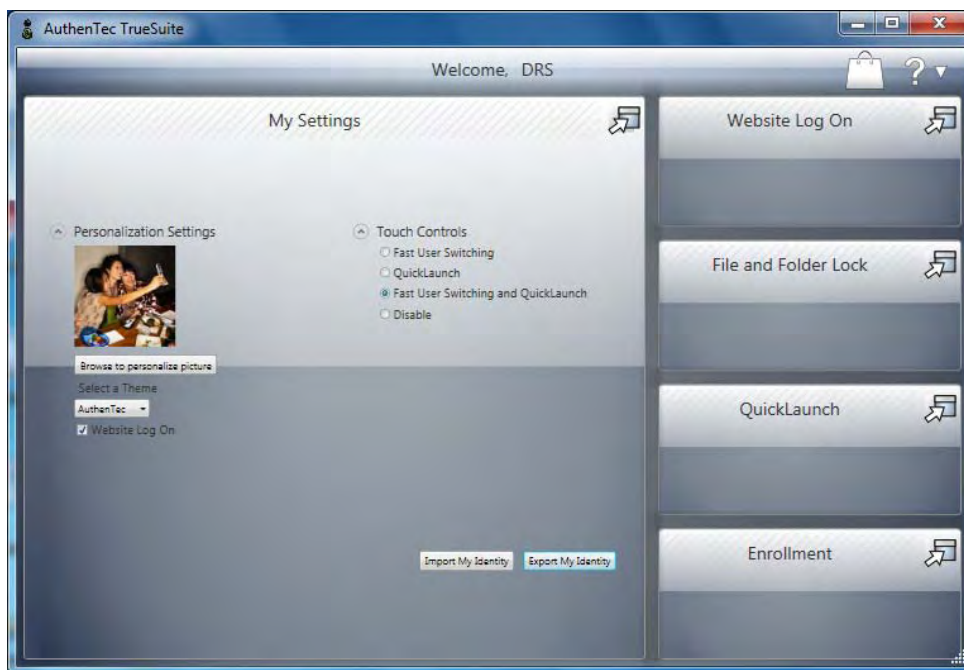 AuthenTec TrueSuite
Welcome, DRS
My Settings
Personalization Settings
Browse to personalize picture
Select a Theme
AuthenTec
Website Log On
Touch Controls
Fast User Switching
QuickLaunch
Fast User Switching and QuickLaunch
Disable
Import My Identity
Export My Identity
Website Log On
File and Folder Lock
QuickLaunch
Enrollment